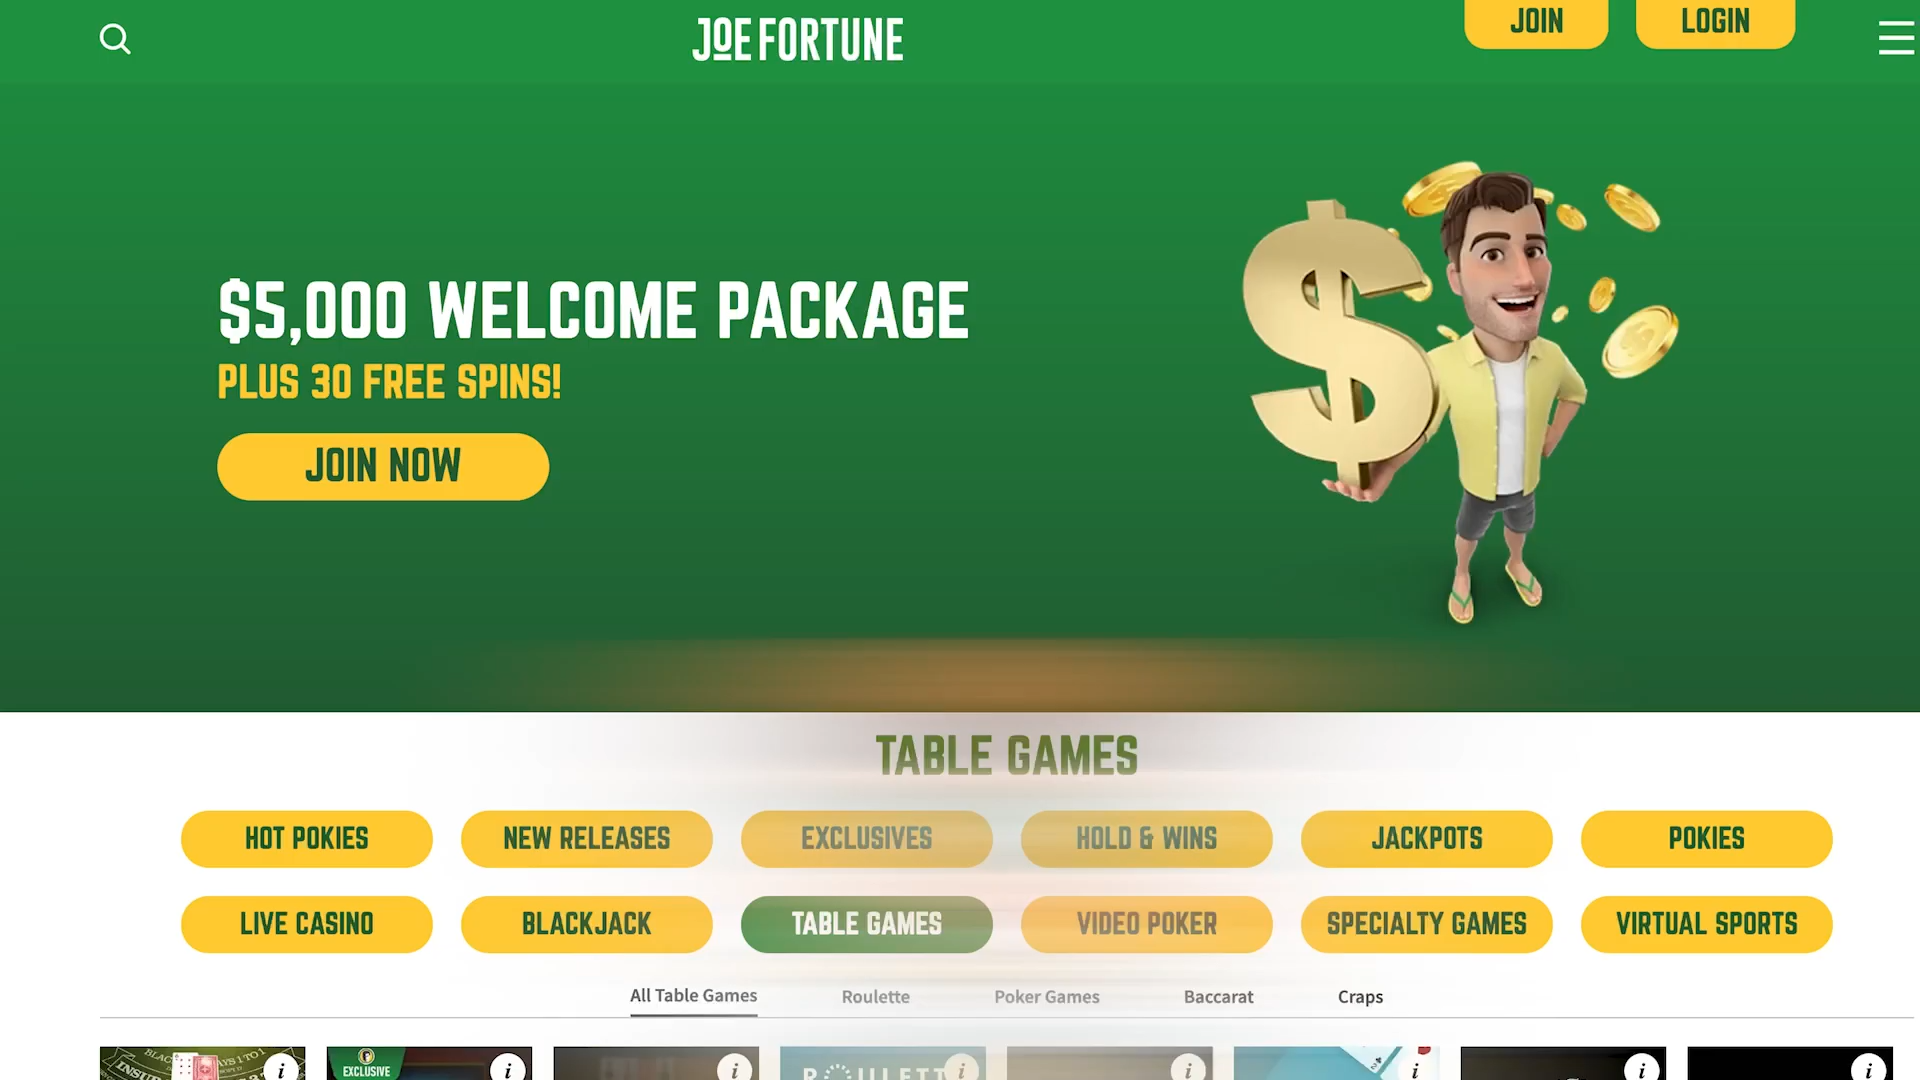 JOE FORTUNE
JOIN
LOGIN
$5,000 WELCOME PACKAGE
PLUS 30 FREE SPINS!
JOIN NOW
TABLE GAMES
HOT POKIES
NEW RELEASES
EXCLUSIVES
HOLD & WINS
JACKPOTS
POKIES
LIVE CASINO
BLACKJACK
TABLE GAMES
VIDEO POKER
SPECIALTY GAMES
VIRTUAL SPORTS
All Table Games
Roulette
Poker Games
Baccarat
Craps
EXCLUSIVE